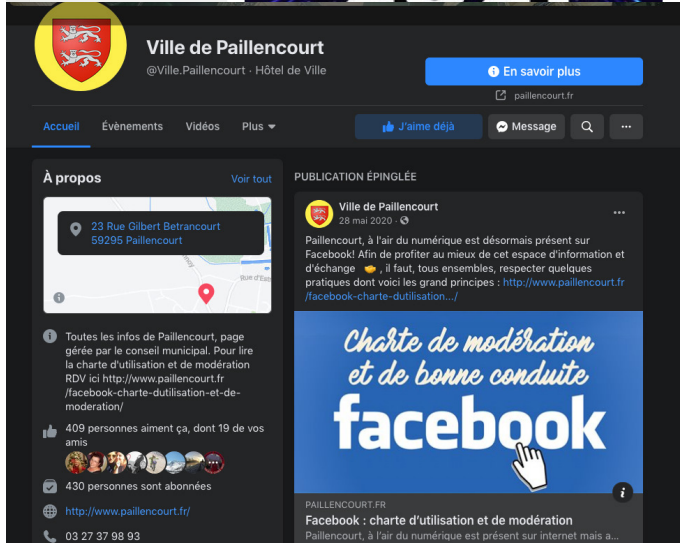 Ville de Paillencourt
@Ville.Paillencourt · Hôtel de Ville
En savoir plus
paillencourt.fr
Accueil Évènements Vidéos Plus
J'aime déjà Message
À propos Voir tout
23 Rue Gilbert Betrancourt
59295 Paillencourt
Rue d'Es
Toutes les infos de Paillencourt, page
gérée par le conseil municipal. Pour lire
la charte d'utilisation et de modération
RDV ici http://www.paillencourt.fr
/facebook-charte-dutilisation-et-de-
moderation/
409 personnes aiment ça, dont 19 de vos
amis
430 personnes sont abonnées
http://www.paillencourt.fr/
03 27 37 98 93
PUBLICATION ÉPINGLÉE
Ville de Paillencourt
28 mai 2020 ·
Paillencourt, à l'air du numérique est désormais présent sur
Facebook! Afin de profiter au mieux de cet espace d'information et
d'échange 🤝 , il faut, tous ensembles, respecter quelques
pratiques dont voici les grand principes : http://www.paillencourt.fr
/facebook-charte-dutilisation.../
Charte de modération
et de bonne conduite
facebook
PAILLENCOURT.FR
Facebook : charte d'utilisation et de modération
Paillencourt, à l'air du numérique est présent sur internet mais a...